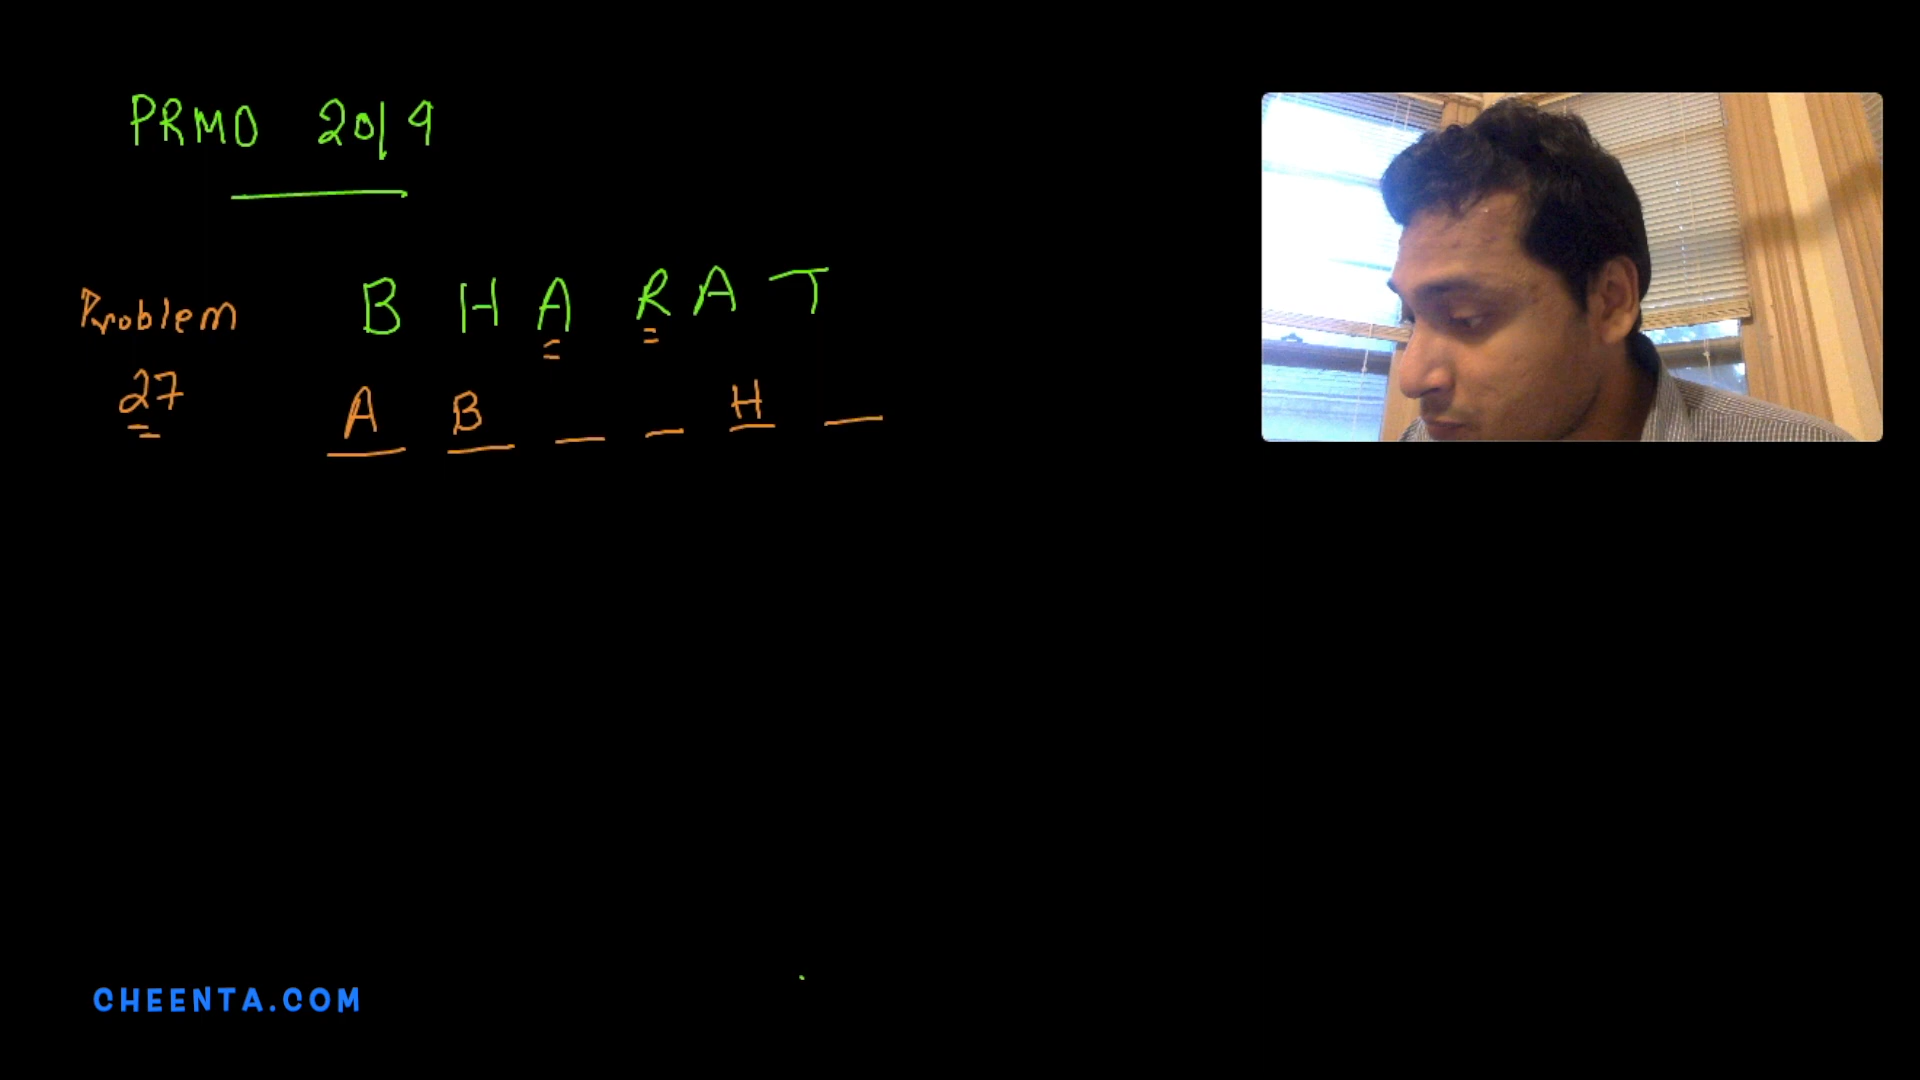 PRMO 2019
Problem 27
B H A R A T
A B _ _ H _
CHEENTA.COM